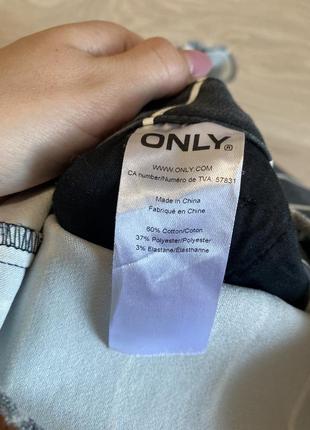 ONLY®
WWW.ONLY.COM
CA number/Numéro de TVA. 57831
Made in China
Fabriqué en Chine
60% Cotton/Coton
37% Polyester/Polyester
3% Elastane/Élasthanne